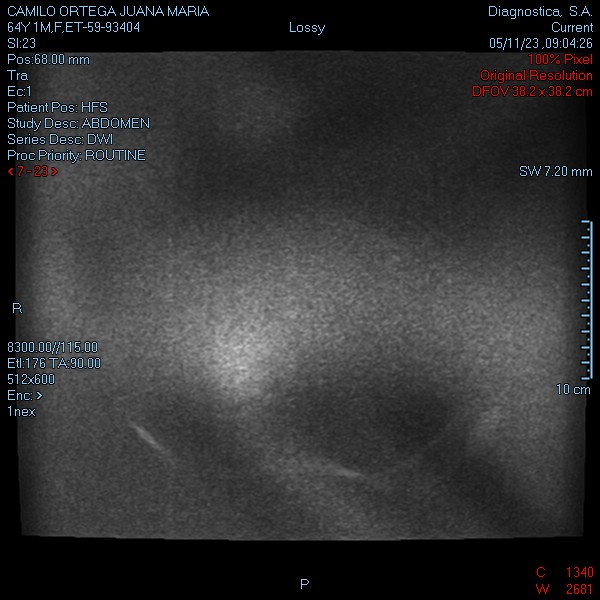 CAMILO ORTEGA JUANA MARIA
64Y 1M,F,ET-59-93404
Sl:23
Pos:68.00 mm
Tra
Ec:1
Patient Pos: HFS
Study Desc: ABDOMEN
Series Desc: DWI
Proc Priority: ROUTINE
< 7 - 23 >
Lossy
Diagnostica, S.A.
Current
05/11/23 ,09:04:26
100% Pixel
Original Resolution
DFOV 38.2 x 38.2 cm
SW 7.20 mm
R
8300.00//115.00
Etl:176 TA:90.00
512x600
Enc: >
1nex
10 cm
P
C 1340
W 2681